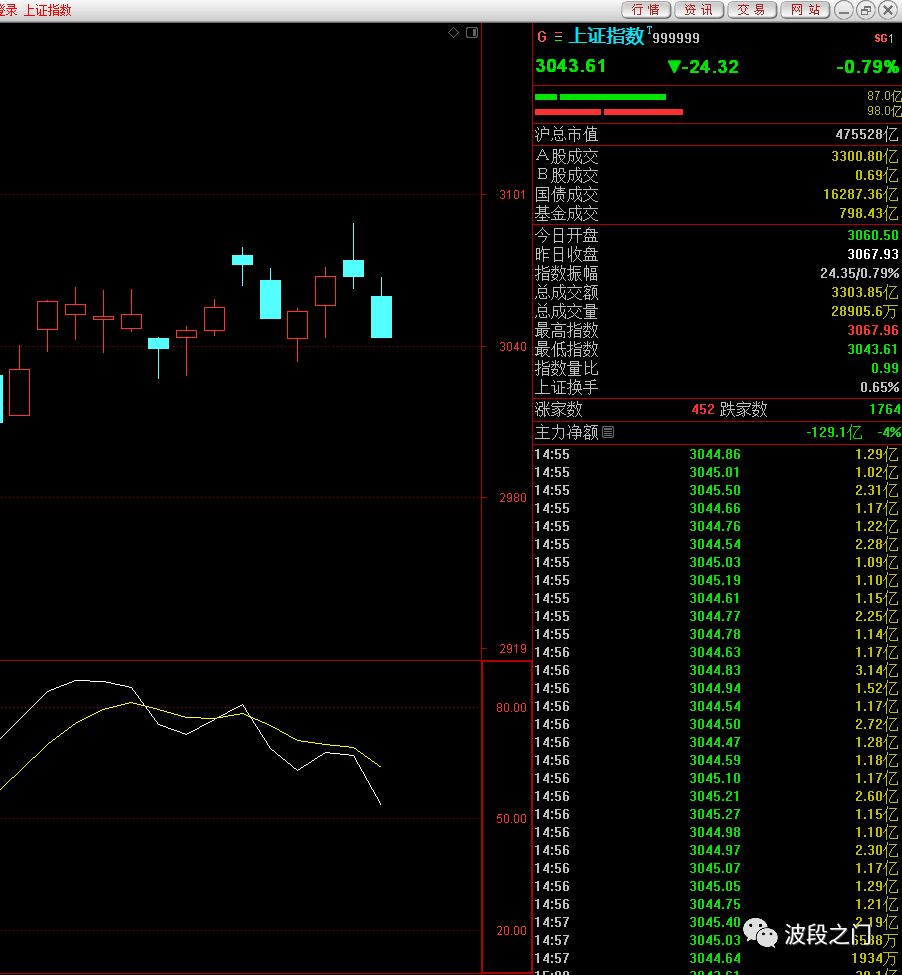 登录 上证指数
行情 资讯 交易 网站
G 上证指数 T 999999 SG1
3043.61 ▼-24.32 -0.79%
87.0亿
98.0亿
沪总市值 475528亿
A股成交 3300.80亿
B股成交 0.69亿
国债成交 16287.36亿
基金成交 798.43亿
今日开盘 3060.50
昨日收盘 3067.93
指数振幅 24.35/0.79%
总成交额 3303.85亿
总成交量 28905.6万
最高指数 3067.96
最低指数 3043.61
指数量比 0.99
上证换手 0.65%
涨家数 452 跌家数 1764
主力净额 -129.1亿 -4%
14:55 3044.86 1.29亿
14:55 3045.01 1.02亿
14:55 3045.50 2.31亿
14:55 3044.66 1.17亿
14:55 3044.76 1.22亿
14:55 3044.54 2.28亿
14:55 3045.03 1.09亿
14:55 3045.19 1.10亿
14:55 3044.61 1.15亿
14:55 3044.77 2.25亿
14:55 3044.78 1.14亿
14:56 3044.63 1.17亿
14:56 3044.83 3.14亿
14:56 3044.94 1.52亿
14:56 3044.54 1.17亿
14:56 3044.50 2.72亿
14:56 3044.47 1.28亿
14:56 3044.59 1.18亿
14:56 3045.10 1.17亿
14:56 3045.21 2.60亿
14:56 3045.27 1.15亿
14:56 3044.98 1.10亿
14:56 3044.97 2.30亿
14:56 3045.07 1.17亿
14:56 3045.05 1.29亿
14:56 3044.75 1.21亿
14:57 3045.40 2.19亿
14:57 3045.03 6538万
14:57 3044.64 1934万
3101
3040
2980
2919
80.00
50.00
20.00
波段之门